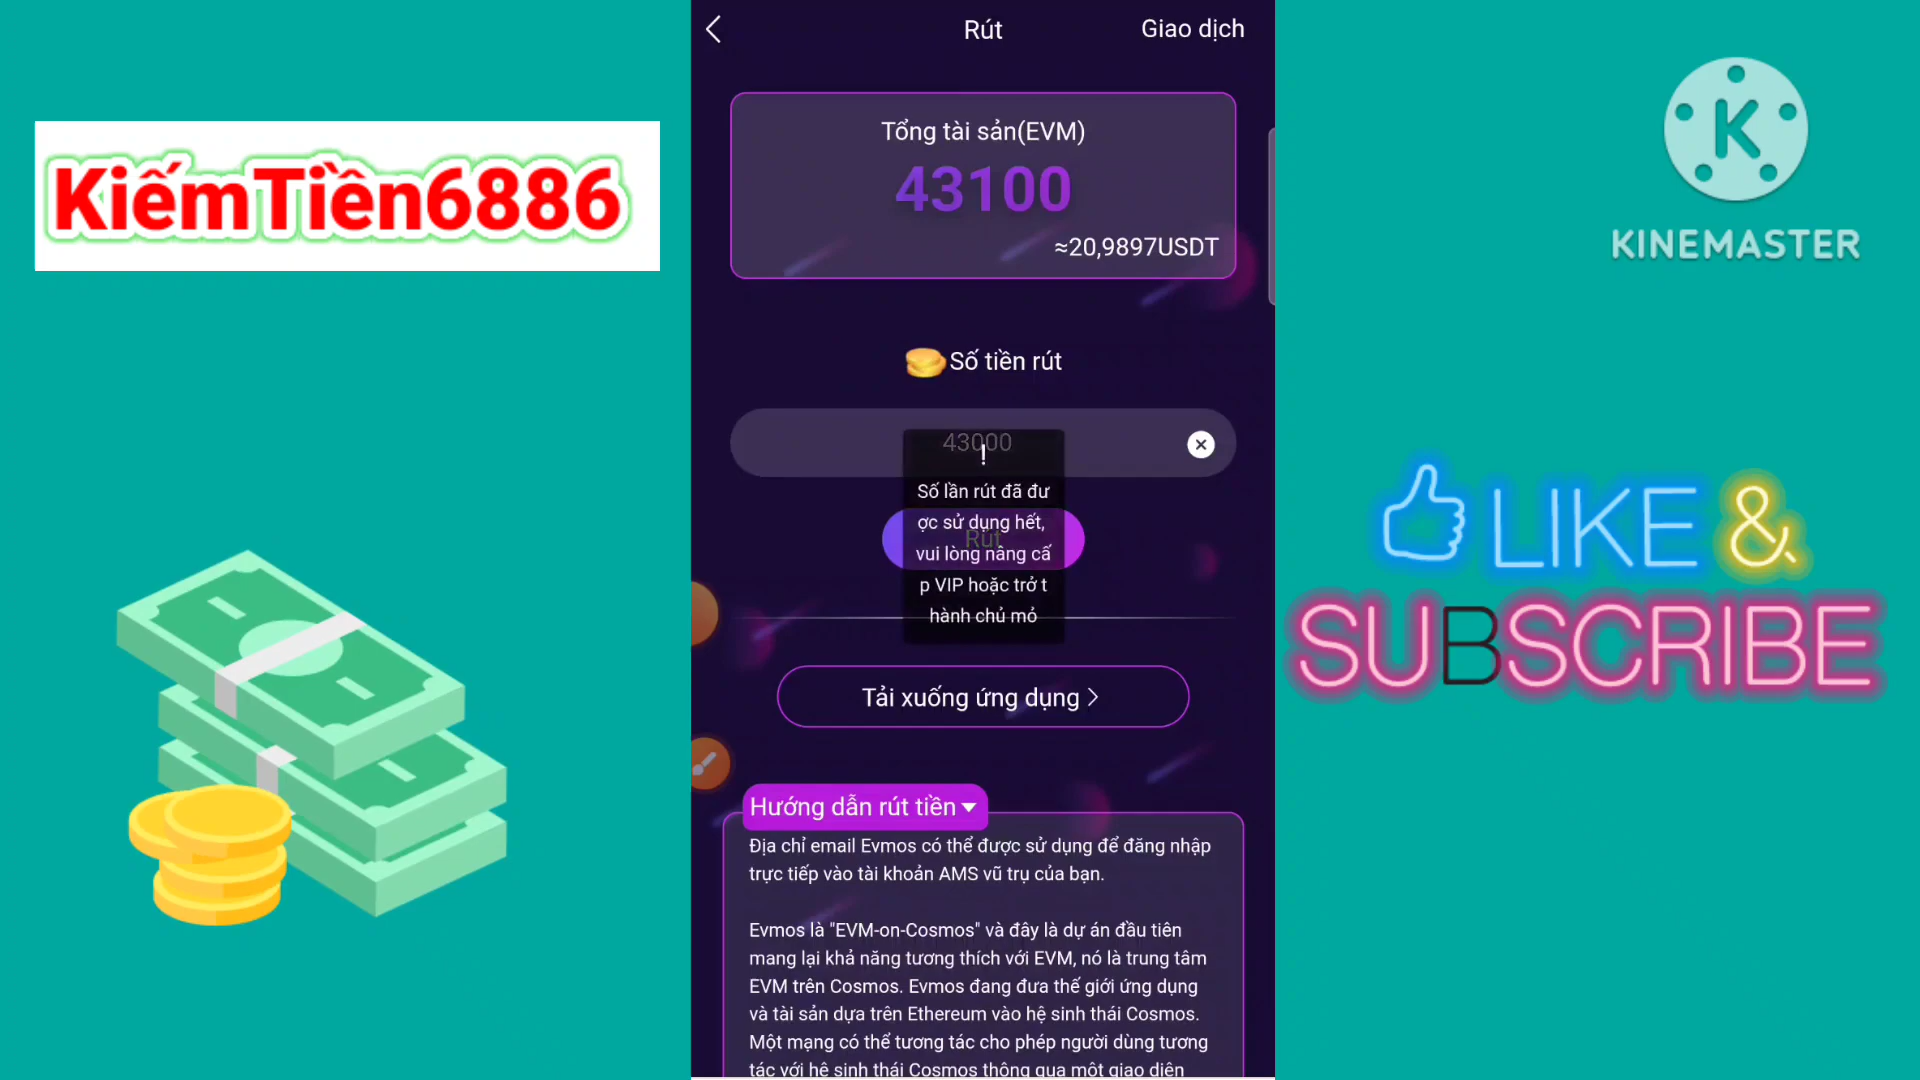 Rút
Giao dịch
KiếmTiền6886
Tổng tài sản(EVM)
43100
≈20,9897USDT
K
KINEMASTER
Số tiền rút
43000
!
Số lần rút đã đư
ợc sử dụng hết,
Rút
vui lòng nâng cấ
p VIP hoặc trở t
hành chủ mỏ
LIKE &
SUBSCRIBE
Tải xuống ứng dụng
Hướng dẫn rút tiền
Địa chỉ email Evmos có thể được sử dụng để đăng nhập
trực tiếp vào tài khoản AMS vũ trụ của bạn.
Evmos là "EVM-on-Cosmos" và đây là dự án đầu tiên
mang lại khả năng tương thích với EVM, nó là trung tâm
EVM trên Cosmos. Evmos đang đưa thế giới ứng dụng
và tài sản dựa trên Ethereum vào hệ sinh thái Cosmos.
Một mạng có thể tương tác cho phép người dùng tương
tác với hệ sinh thái Cosmos thông qua một giao diện